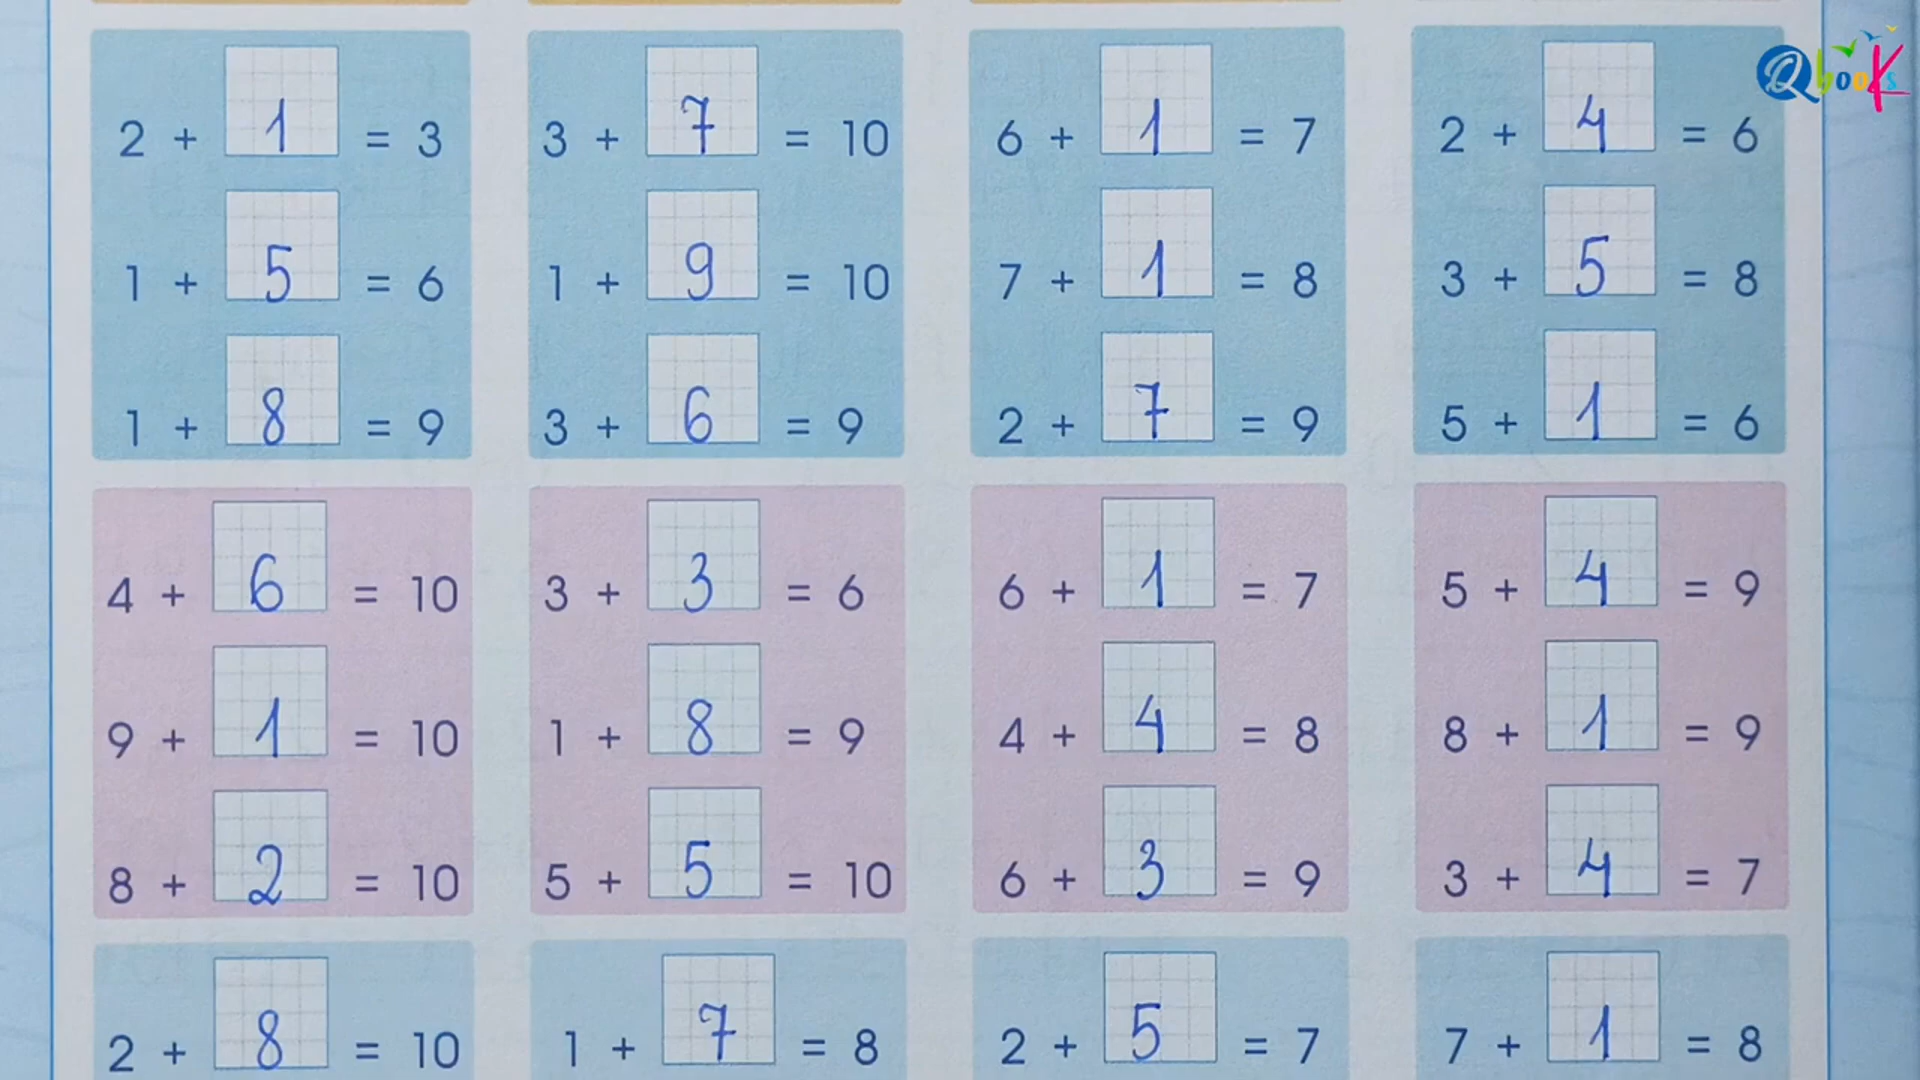 Qbooks
2 + 1 = 3
3 + 7 = 10
6 + 1 = 7
2 + 4 = 6
1 + 5 = 6
1 + 9 = 10
7 + 1 = 8
3 + 5 = 8
1 + 8 = 9
3 + 6 = 9
2 + 7 = 9
5 + 1 = 6
4 + 6 = 10
3 + 3 = 6
6 + 1 = 7
5 + 4 = 9
9 + 1 = 10
1 + 8 = 9
4 + 4 = 8
8 + 1 = 9
8 + 2 = 10
5 + 5 = 10
6 + 3 = 9
3 + 4 = 7
2 + 8 = 10
1 + 7 = 8
2 + 5 = 7
7 + 1 = 8